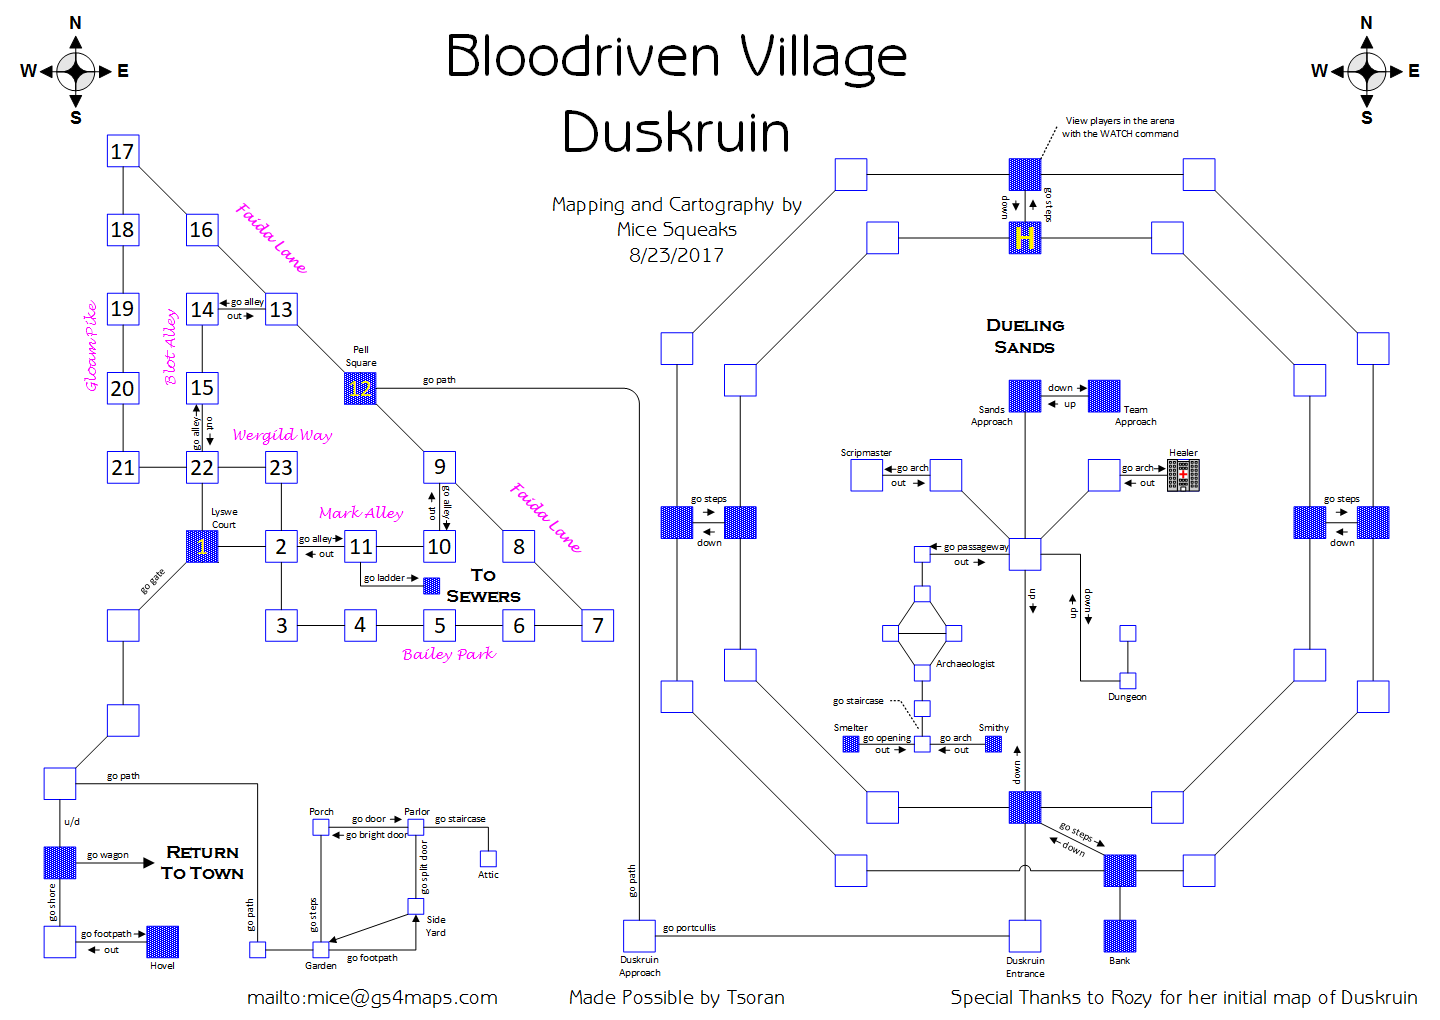 N
W E
S
Bloodriven Village
Duskruin
Mapping and Cartography by
Mice Squeaks
8/23/2017
N
W E
S
View players in the arena
with the WATCH command
down
go steps
H
17
18
16
Faida Lane
19
14
go alley
out
13
Gloam Pike
Blot Alley
Pell
Square
20
15
12
go path
go alley
out
Wergild Way
21
22
23
9
Lyswe
Court
Mark Alley
out
go alley
Faida Lane
1
2
go alley
out
11
10
8
go gate
go ladder
To
Sewers
3
4
5
6
7
Bailey Park
go path
u/d
go wagon
Return
To Town
go shore
go footpath
out
Hovel
go path
Porch
go door
go bright door
Parlor
go staircase
Attic
go split door
go steps
Side
Yard
Garden
go footpath
go path
Duskruin
Approach
go portcullis
Duskruin
Entrance
Bank
Dueling
Sands
Sands
Approach
down
up
Team
Approach
Scripmaster
go arch
out
Healer
go arch
out
go steps
down
go steps
down
go passageway
out
up
down
up
Archaeologist
Dungeon
go staircase
Smelter
go opening
out
Smithy
go arch
out
down
go steps
down
mailto:mice@gs4maps.com
Made Possible by Tsoran
Special Thanks to Rozy for her initial map of Duskruin